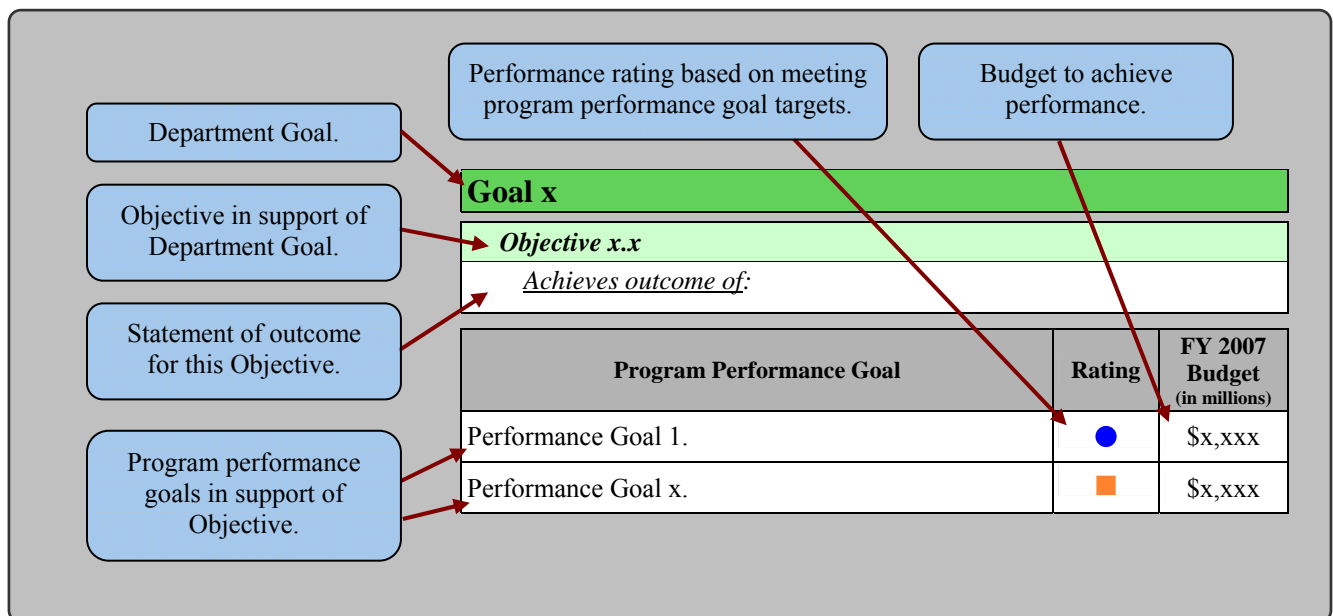 Performance rating based on meeting
program performance goal targets.
Budget to achieve
performance.
Department Goal.
Objective in support of
Department Goal.
Statement of outcome
for this Objective.
Program performance
goals in support of
Objective.
Goal x
Objective x.x
Achieves outcome of:
Program Performance Goal
Rating
FY 2007
Budget
(in millions)
Performance Goal 1.
$x,xxx
Performance Goal x.
$x,xxx